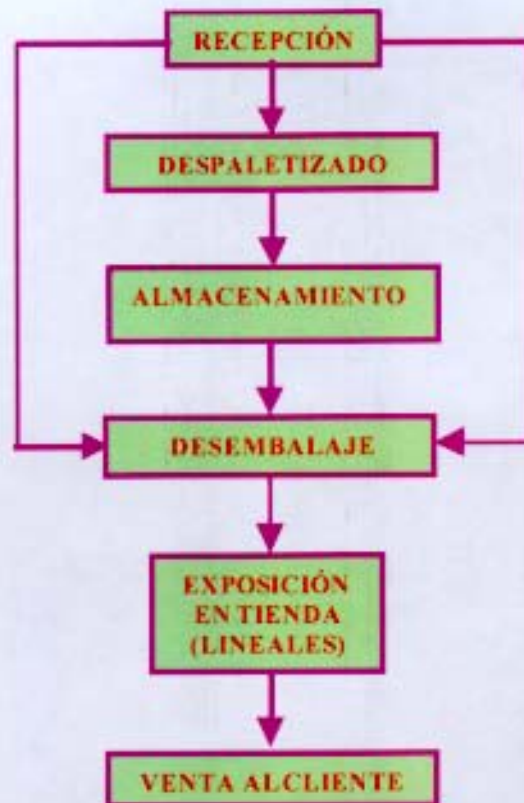 RECEPCIÓN
DESPALETIZADO
ALMACENAMIENTO
DESEMBALAJE
EXPOSICIÓN
EN TIENDA
(LINEALES)
VENTA ALCLIENTE